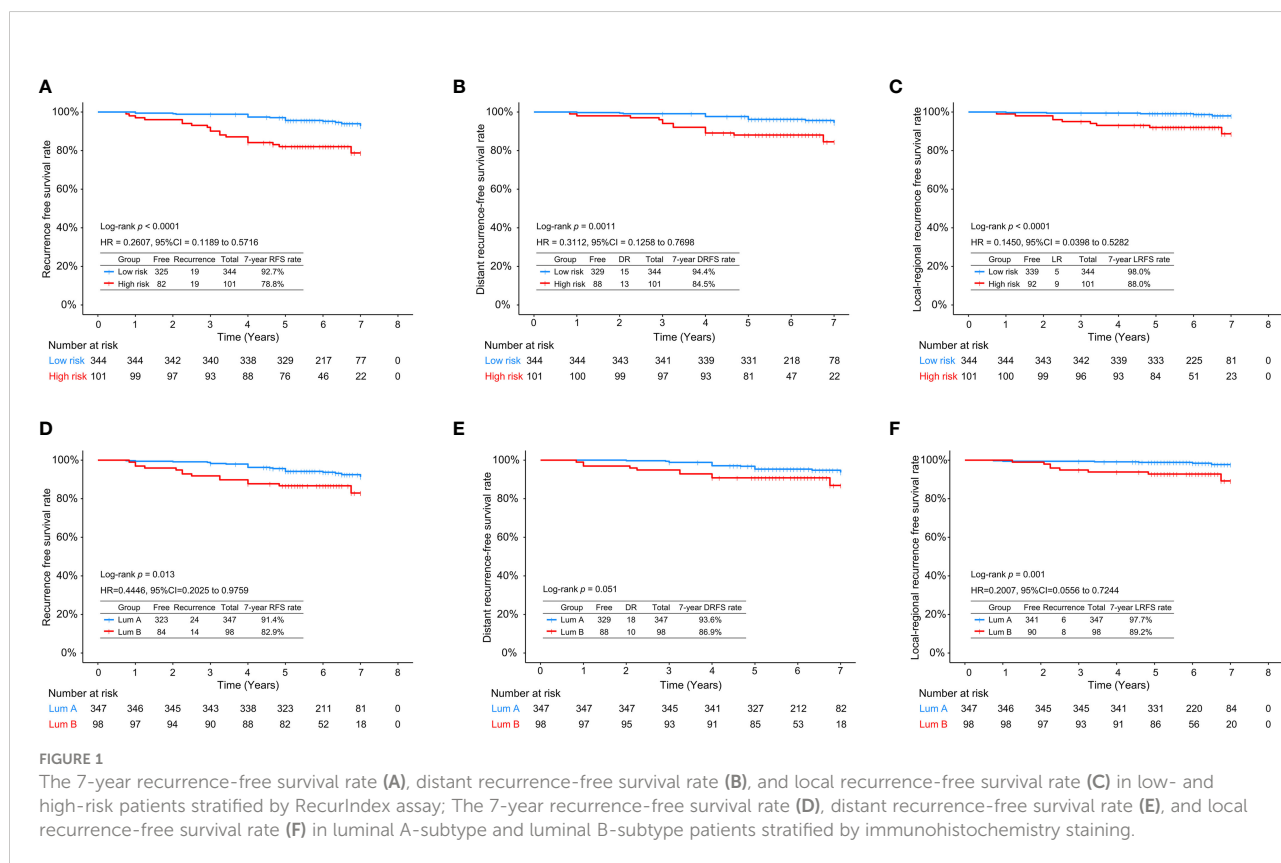 A
Recurrence free survival rate
100%
80%
60%
40%
20%
0%
Log-rank p < 0.0001
HR = 0.2607, 95%CI = 0.1189 to 0.5716
Group Free Recurrence Total 7-year RFS rate
Low risk 325 19 344 92.7%
High risk 82 19 101 78.8%
0 1 2 3 4 5 6 7 8
Time (Years)
Number at risk
Low risk 344 344 342 340 338 329 217 77 0
High risk 101 99 97 93 88 76 46 22 0
B
Distant recurrence-free survival rate
100%
80%
60%
40%
20%
0%
Log-rank p = 0.0011
HR = 0.3112, 95%CI = 0.1258 to 0.7698
Group Free DR Total 7-year DRFS rate
Low risk 329 15 344 94.4%
High risk 88 13 101 84.5%
0 1 2 3 4 5 6 7
Time (Years)
Number at risk
Low risk 344 344 343 341 339 331 218 78
High risk 101 100 99 97 93 81 47 22
C
Local-regional recurrence free survival rate
100%
80%
60%
40%
20%
0%
Log-rank p < 0.0001
HR = 0.1450, 95%CI = 0.0398 to 0.5282
Group Free LR Total 7-year LRFS rate
Low risk 339 5 344 98.0%
High risk 92 9 101 88.0%
0 1 2 3 4 5 6 7 8
Time (Years)
Number at risk
Low risk 344 344 343 342 339 333 225 81 0
High risk 101 100 99 96 93 84 51 23 0
D
Recurrence free survival rate
100%
80%
60%
40%
20%
0%
Log-rank p = 0.013
HR=0.4446, 95%CI=0.2025 to 0.9759
Group Free Recurrence Total 7-year RFS rate
Lum A 323 24 347 91.4%
Lum B 84 14 98 82.9%
0 1 2 3 4 5 6 7 8
Time (Years)
Number at risk
Lum A 347 346 345 343 338 323 211 81 0
Lum B 98 97 94 90 88 82 52 18 0
E
Distant recurrence-free survival rate
100%
80%
60%
40%
20%
0%
Log-rank p = 0.051
Group Free DR Total 7-year DRFS rate
Lum A 329 18 347 93.6%
Lum B 88 10 98 86.9%
0 1 2 3 4 5 6 7
Time (Years)
Number at risk
Lum A 347 347 347 345 341 327 212 82
Lum B 98 97 95 93 91 85 53 18
F
Local-regional recurrence free survival rate
100%
80%
60%
40%
20%
0%
Log-rank p = 0.001
HR=0.2007, 95%CI=0.0556 to 0.7244
Group Free Recurrence Total 7-year LRFS rate
Lum A 341 6 347 97.7%
Lum B 90 8 98 89.2%
0 1 2 3 4 5 6 7 8
Time (Years)
Number at risk
Lum A 347 346 345 345 341 331 220 84 0
Lum B 98 98 97 93 91 86 56 20 0
FIGURE 1
The 7-year recurrence-free survival rate (A), distant recurrence-free survival rate (B), and local recurrence-free survival rate (C) in low- and
high-risk patients stratified by RecurIndex assay; The 7-year recurrence-free survival rate (D), distant recurrence-free survival rate (E), and local
recurrence-free survival rate (F) in luminal A-subtype and luminal B-subtype patients stratified by immunohistochemistry staining.